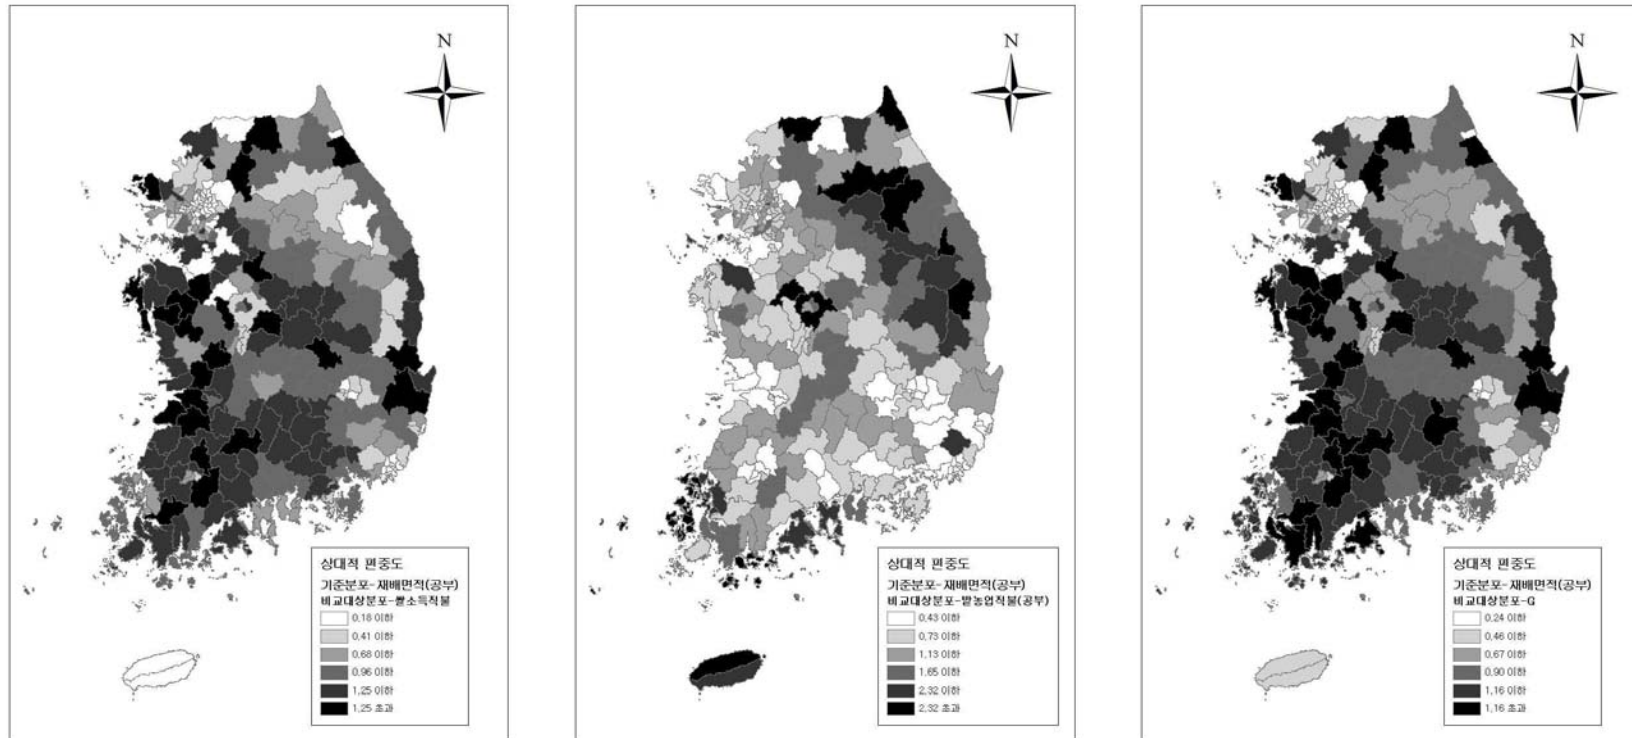 N
상대적 편중도
기준분포-재배면적(공부)
비교대상분포-쌀소득작물
0,18 이하
0,41 이하
0,68 이하
0,96 이하
1,25 이하
1,25 초과
N
상대적 편중도
기준분포-재배면적(공부)
비교대상분포-밭농업작물(공부)
0,43 이하
0,73 이하
1,13 이하
1,65 이하
2,32 이하
2,32 초과
N
상대적 편중도
기준분포-재배면적(공부)
비교대상분포-G
0,24 이하
0,46 이하
0,67 이하
0,90 이하
1,16 이하
1,16 초과